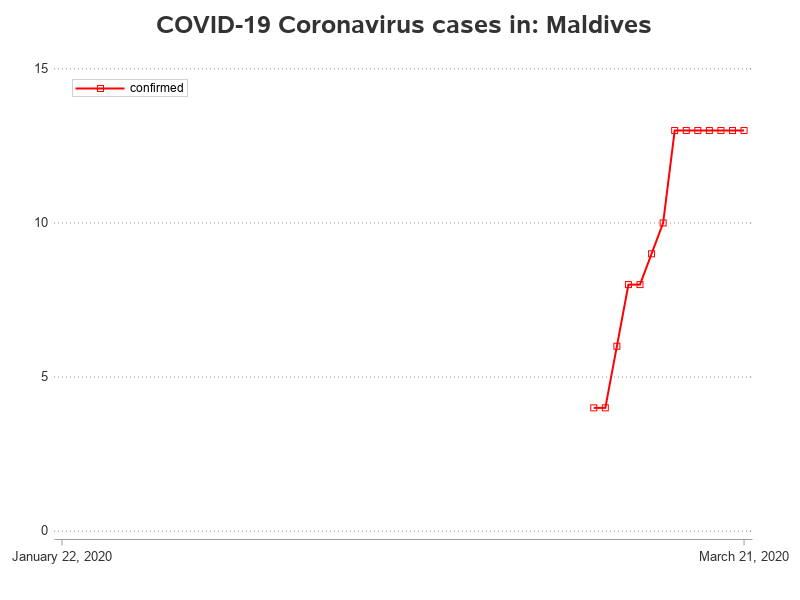 COVID-19 Coronavirus cases in: Maldives
15
confirmed
10
5
0
January 22, 2020
March 21, 2020